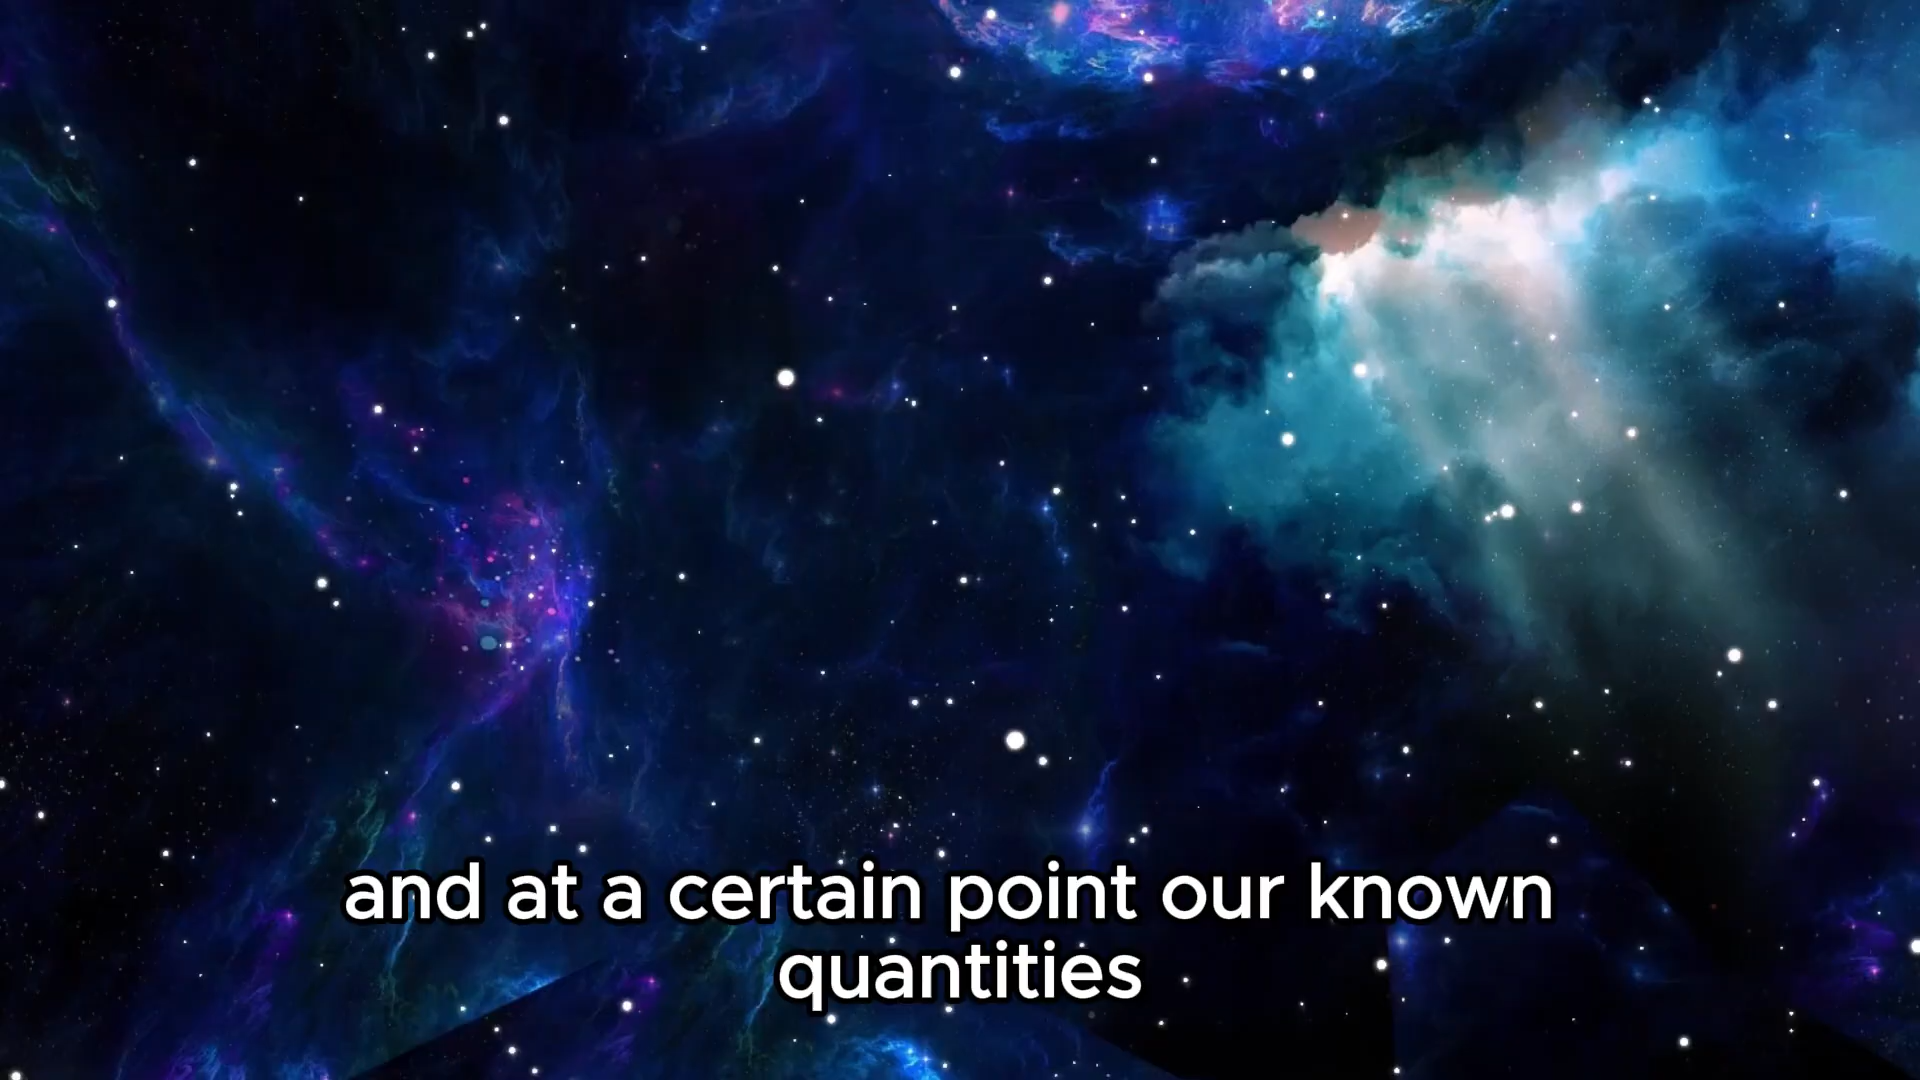 and at a certain point our known
quantities